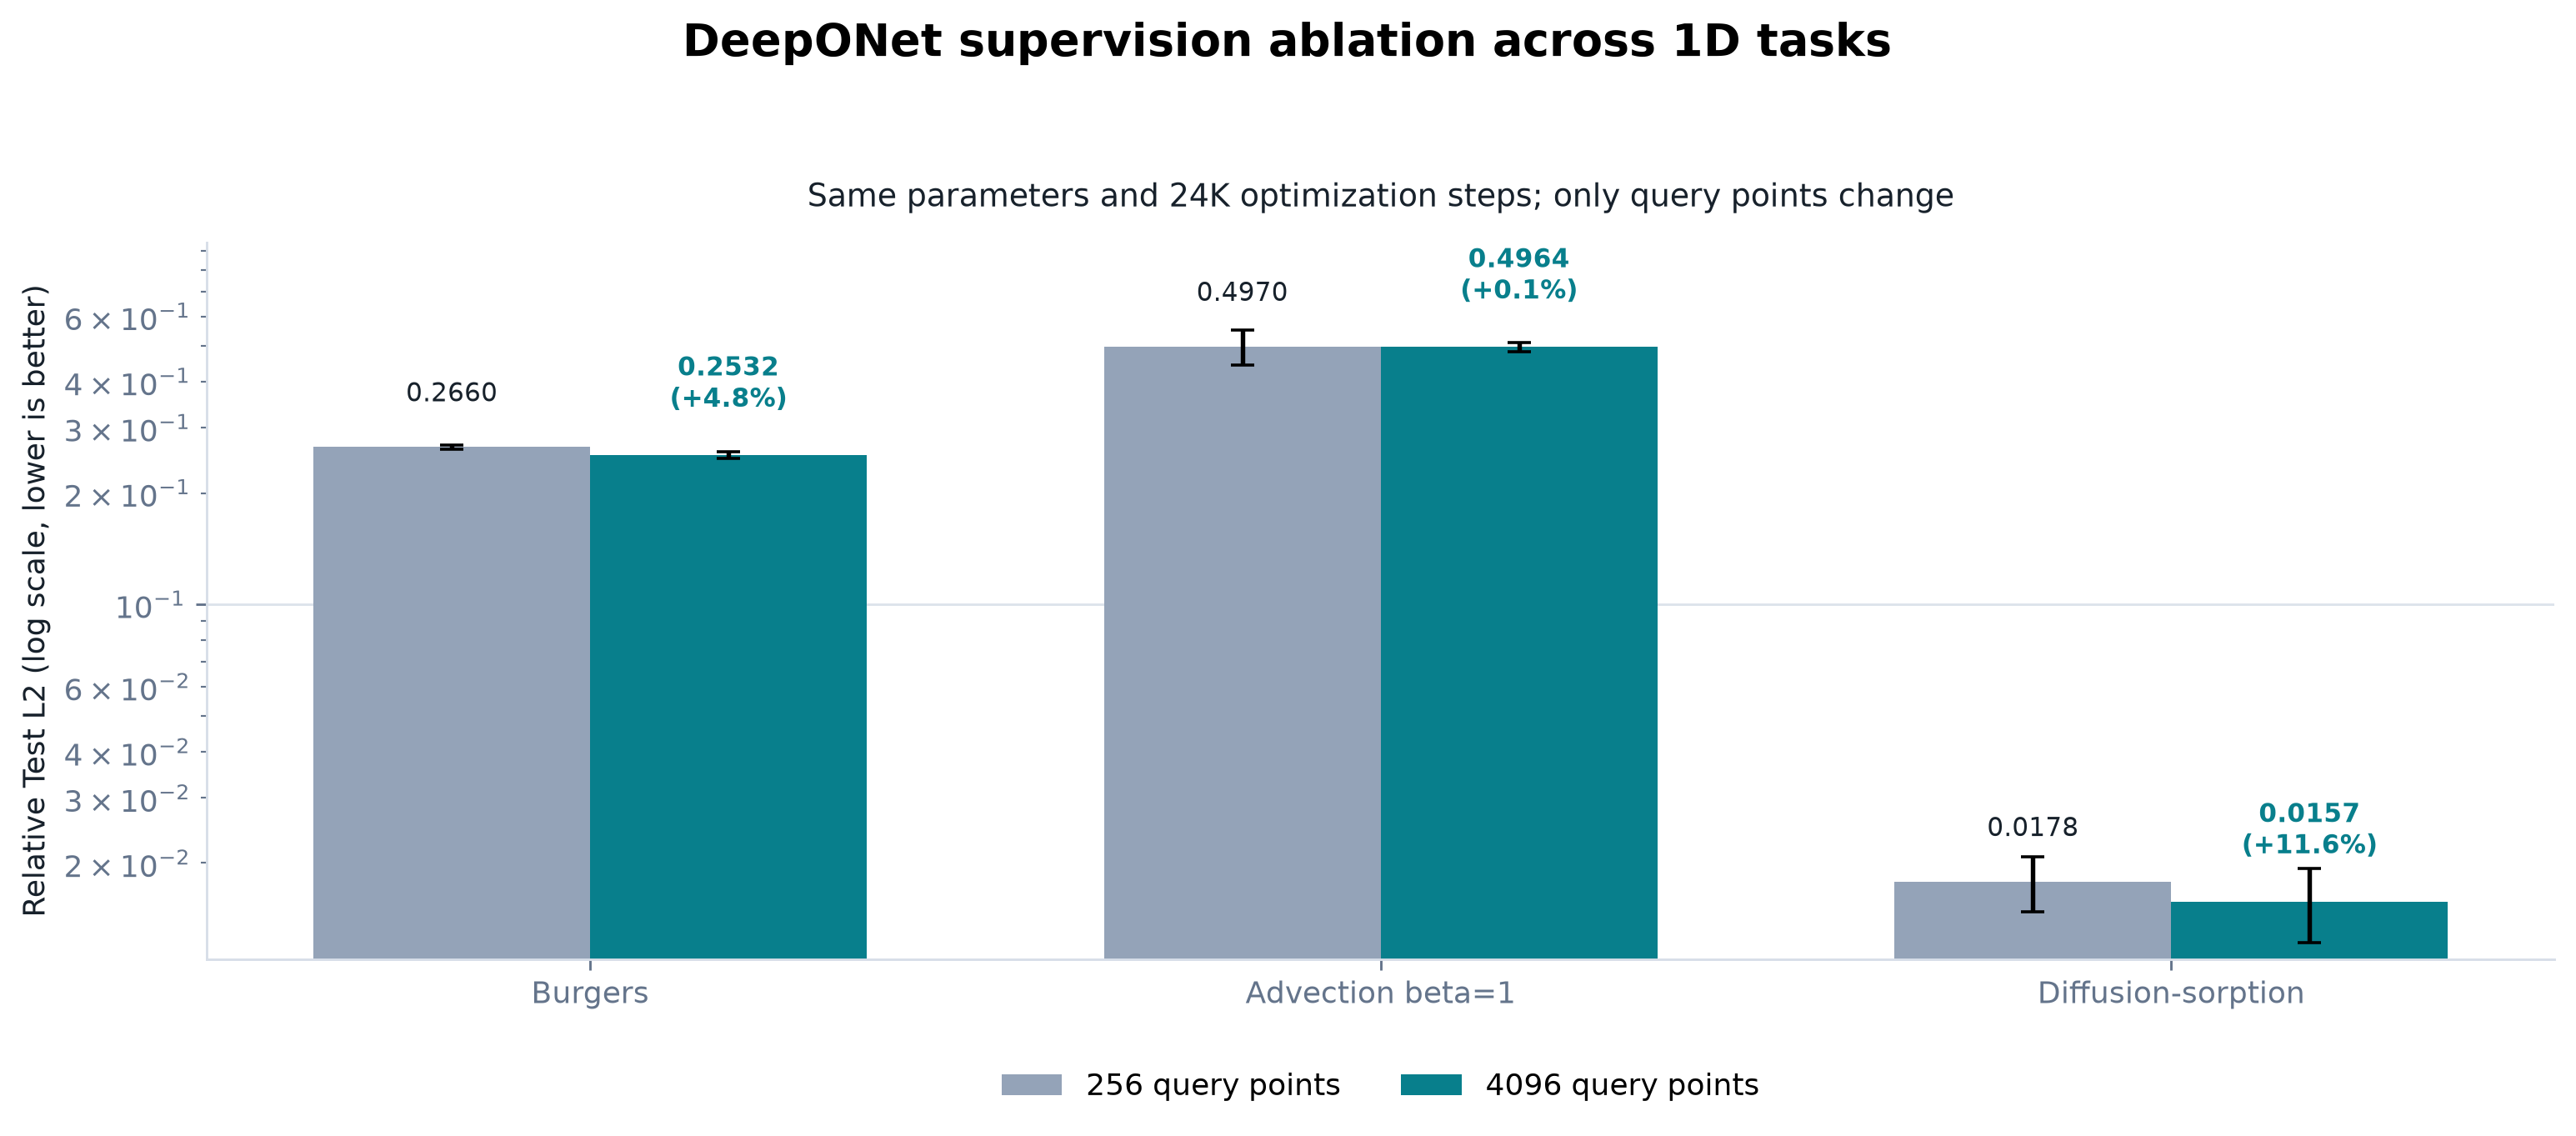 DeepONet supervision ablation across 1D tasks
Same parameters and 24K optimization steps; only query points change
Relative Test L2 (log scale, lower is better)
6 × 10⁻¹
4 × 10⁻¹
3 × 10⁻¹
2 × 10⁻¹
10⁻¹
6 × 10⁻²
4 × 10⁻²
3 × 10⁻²
2 × 10⁻²
0.2660
0.2532
(+4.8%)
0.4970
0.4964
(+0.1%)
0.0178
0.0157
(+11.6%)
Burgers
Advection beta=1
Diffusion-sorption
256 query points
4096 query points